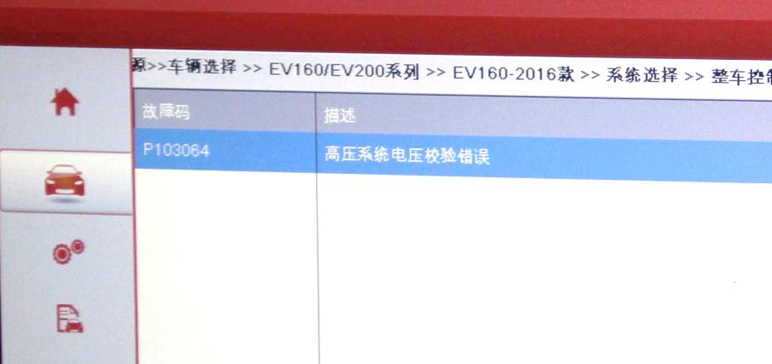 源>>车辆选择 >> EV160/EV200系列 >> EV160-2016款 >> 系统选择 >> 整车控制
故障码 描述
P103064 高压系统电压校验错误